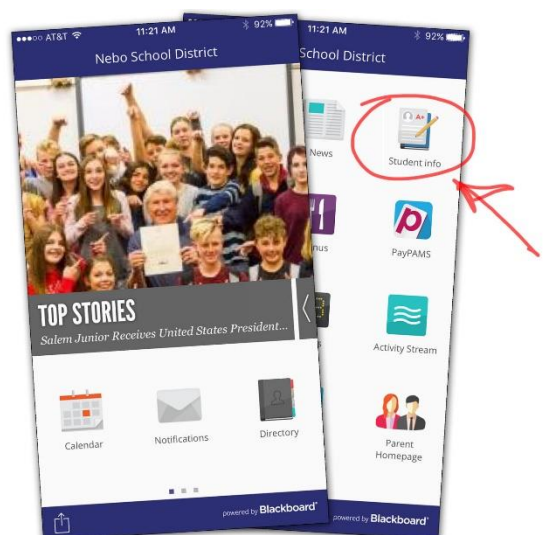 AT&T 11:21 AM 92%
Nebo School District
TOP STORIES
Salem Junior Receives United States President...
Calendar
Notifications
Directory
powered by Blackboard
11:21 AM 92%
School District
News
A+
Student info
PayPAMS
Activity Stream
Parent
Homepage
powered by Blackboard